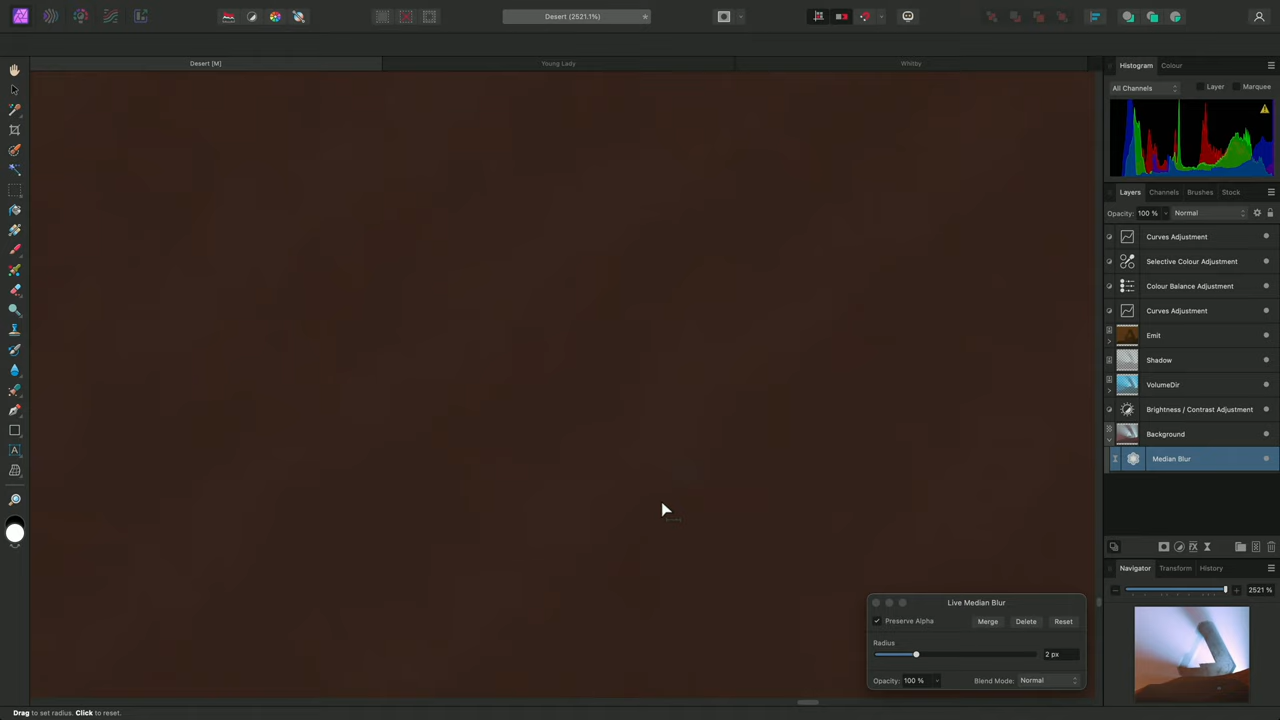 Desert (2521.1%)
Desert [M]
Young Lady
Whitby
Histogram
Colour
All Channels
Layer
Marquee
Layers
Channels
Brushes
Stock
Opacity:
100 %
Normal
Curves Adjustment
Selective Colour Adjustment
Colour Balance Adjustment
Curves Adjustment
Emit
Shadow
VolumeDir
Brightness / Contrast Adjustment
Background
Median Blur
Navigator
Transform
History
2521 %
Live Median Blur
Preserve Alpha
Merge
Delete
Reset
Radius
2 px
Opacity:
100 %
Blend Mode:
Normal
Drag to set radius. Click to reset.